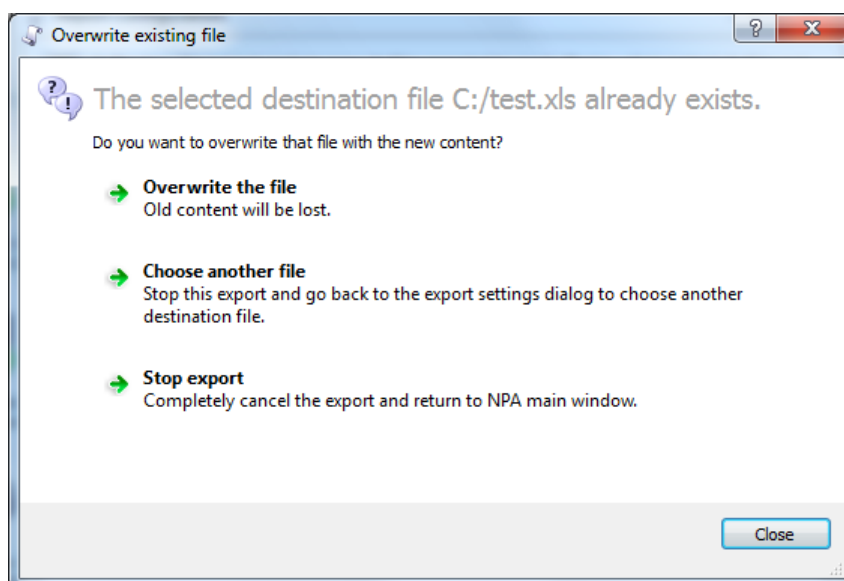 Overwrite existing file
The selected destination file C:/test.xls already exists.
Do you want to overwrite that file with the new content?
Overwrite the file
Old content will be lost.
Choose another file
Stop this export and go back to the export settings dialog to choose another
destination file.
Stop export
Completely cancel the export and return to NPA main window.
Close